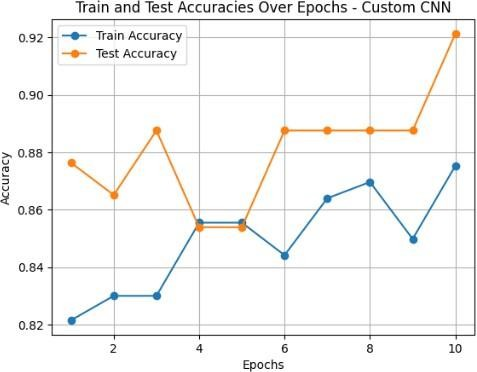 Train and Test Accuracies Over Epochs - Custom CNN
Train Accuracy
Test Accuracy
Accuracy
0.92
0.90
0.88
0.86
0.84
0.82
2 4 6 8 10
Epochs